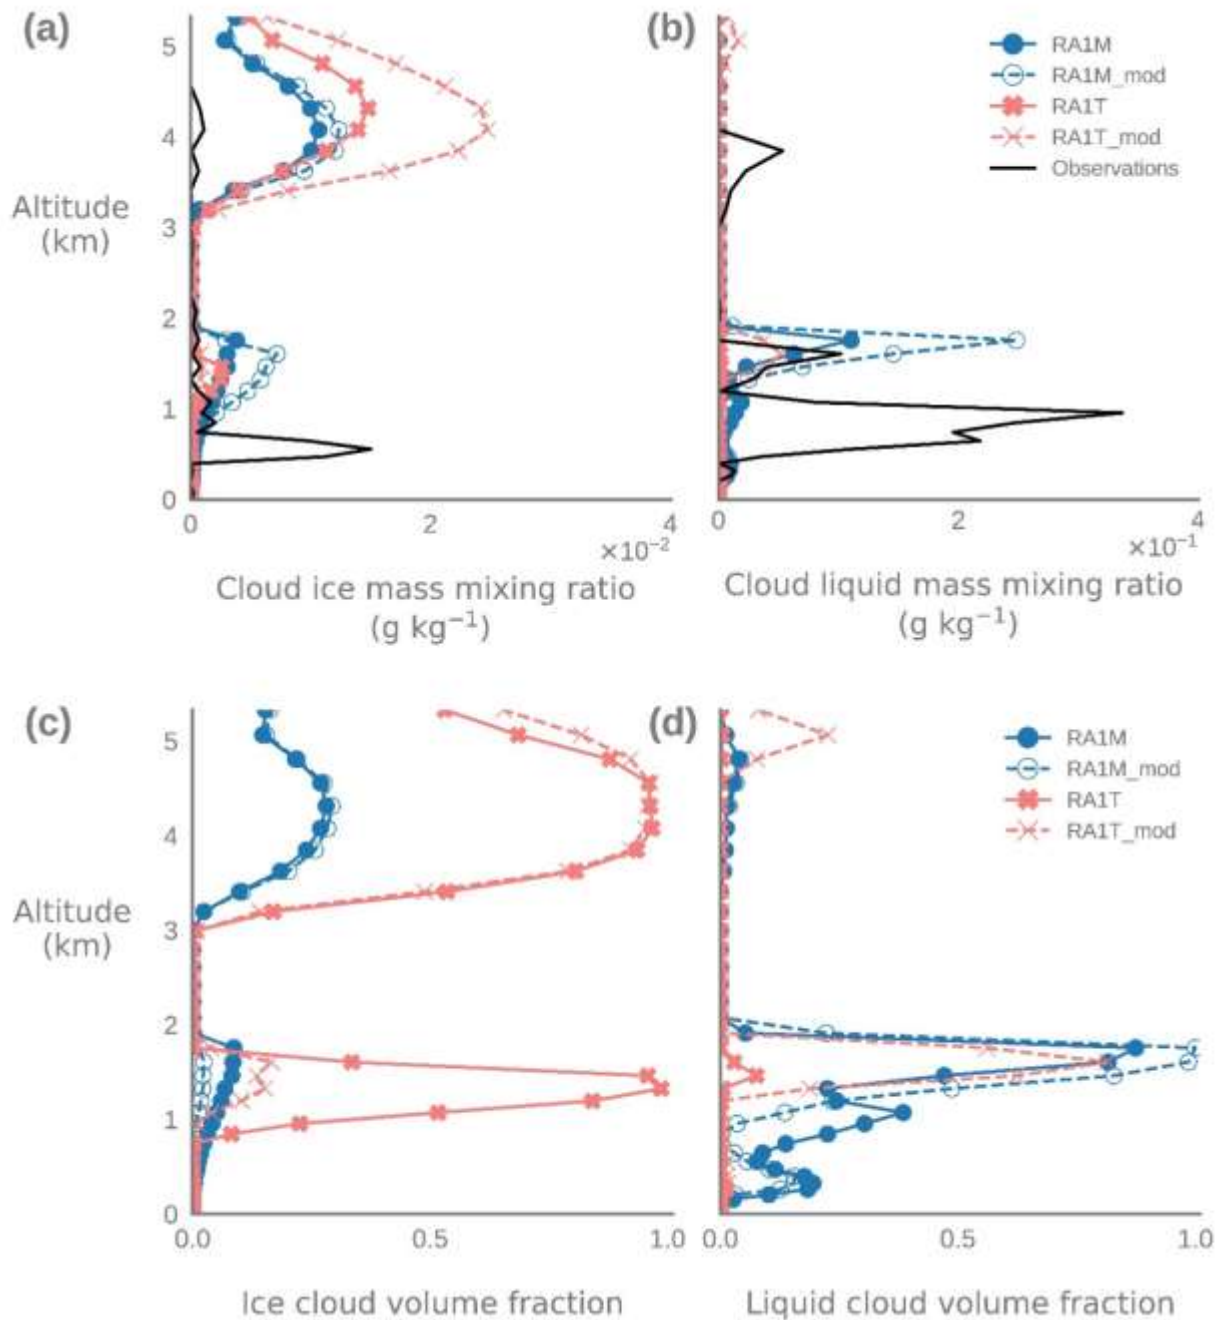 (a)
5
4
Altitude
(km)
3
2
1
0
0
2
4
×10⁻²
Cloud ice mass mixing ratio
(g kg⁻¹)
(b)
RA1M
RA1M_mod
RA1T
RA1T_mod
Observations
0
2
4
×10⁻¹
Cloud liquid mass mixing ratio
(g kg⁻¹)
(c)
5
4
Altitude
(km)
3
2
1
0
0.0
0.5
1.0
Ice cloud volume fraction
(d)
RA1M
RA1M_mod
RA1T
RA1T_mod
0.0
0.5
1.0
Liquid cloud volume fraction